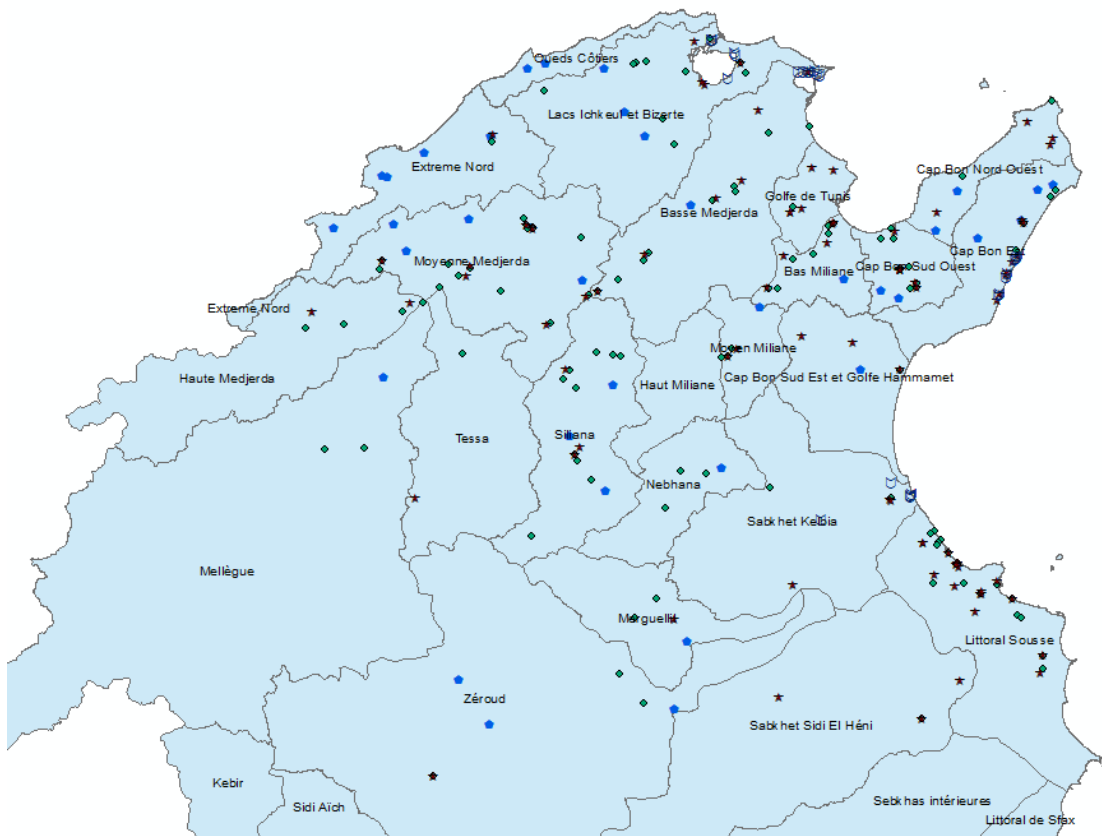 Oueds Côtiers
Lacs Ichkeul et Bizerte
Extreme Nord
Cap Bon Nord Ouest
Golfe de Tunis
Basse Medjerda
Cap Bon Est
Moyenne Medjerda
Bas Miliane
Cap Bon Sud Ouest
Extreme Nord
Moyen Miliane
Haute Medjerda
Haut Miliane
Cap Bon Sud Est et Golfe Hammamet
Tessa
Siliana
Nebhana
Sabkhet Kelbia
Mellègue
Merguellil
Littoral Sousse
Zéroud
Sabkhet Sidi El Héni
Kebir
Sidi Aïch
Sebkhas intérieures
Littoral de Sfax